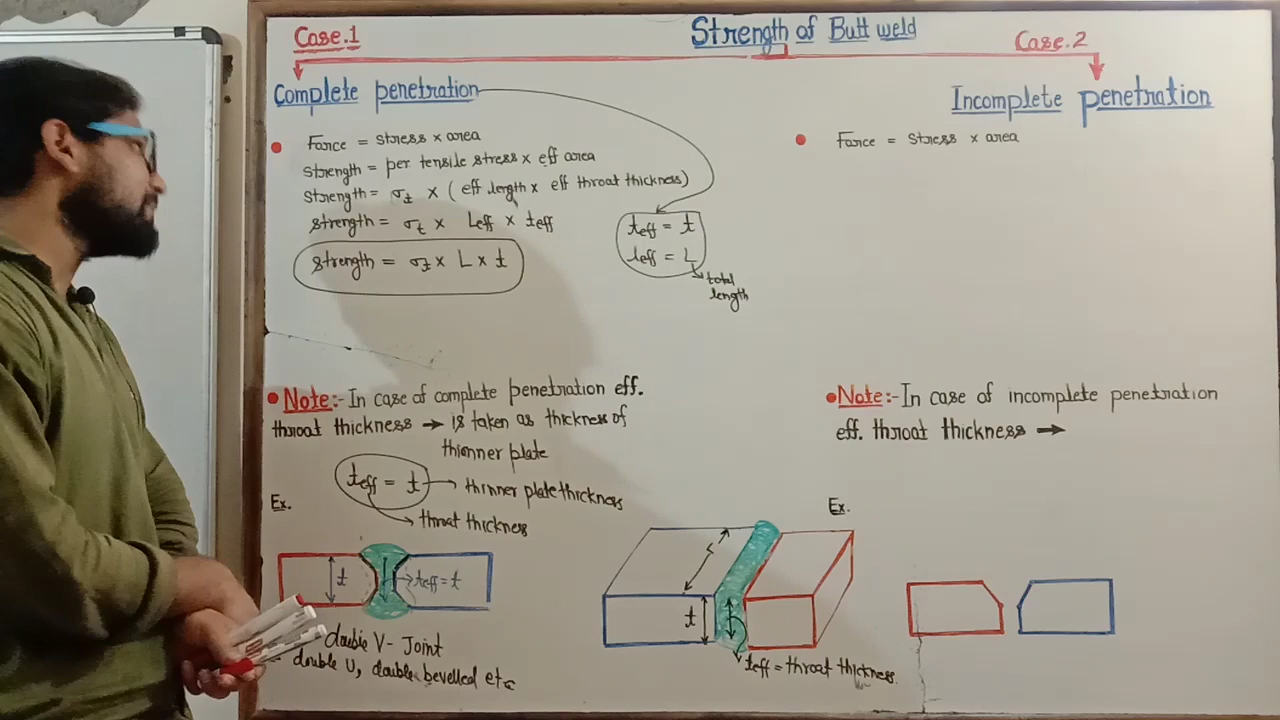 Strength of Butt weld
Case.1
Complete penetration
Force = stress × area
Strength = per tensile stress × eff area
Strength = σt × (eff length × eff throat thickness)
strength = σt × Leff × teff
strength = σt × L × t
teff = t
leff = L
total
length
Note:- In case of complete penetration eff.
throat thickness → is taken as thickness of
thinner plate
teff = t → thinner plate thickness
throat thickness
Ex.
t
teff = t
double V- Joint
double U, double bevelled etc
t
teff = throat thickness
Case.2
Incomplete penetration
Force = stress × area
Note:- In case of incomplete penetration
eff. throat thickness →
Ex.